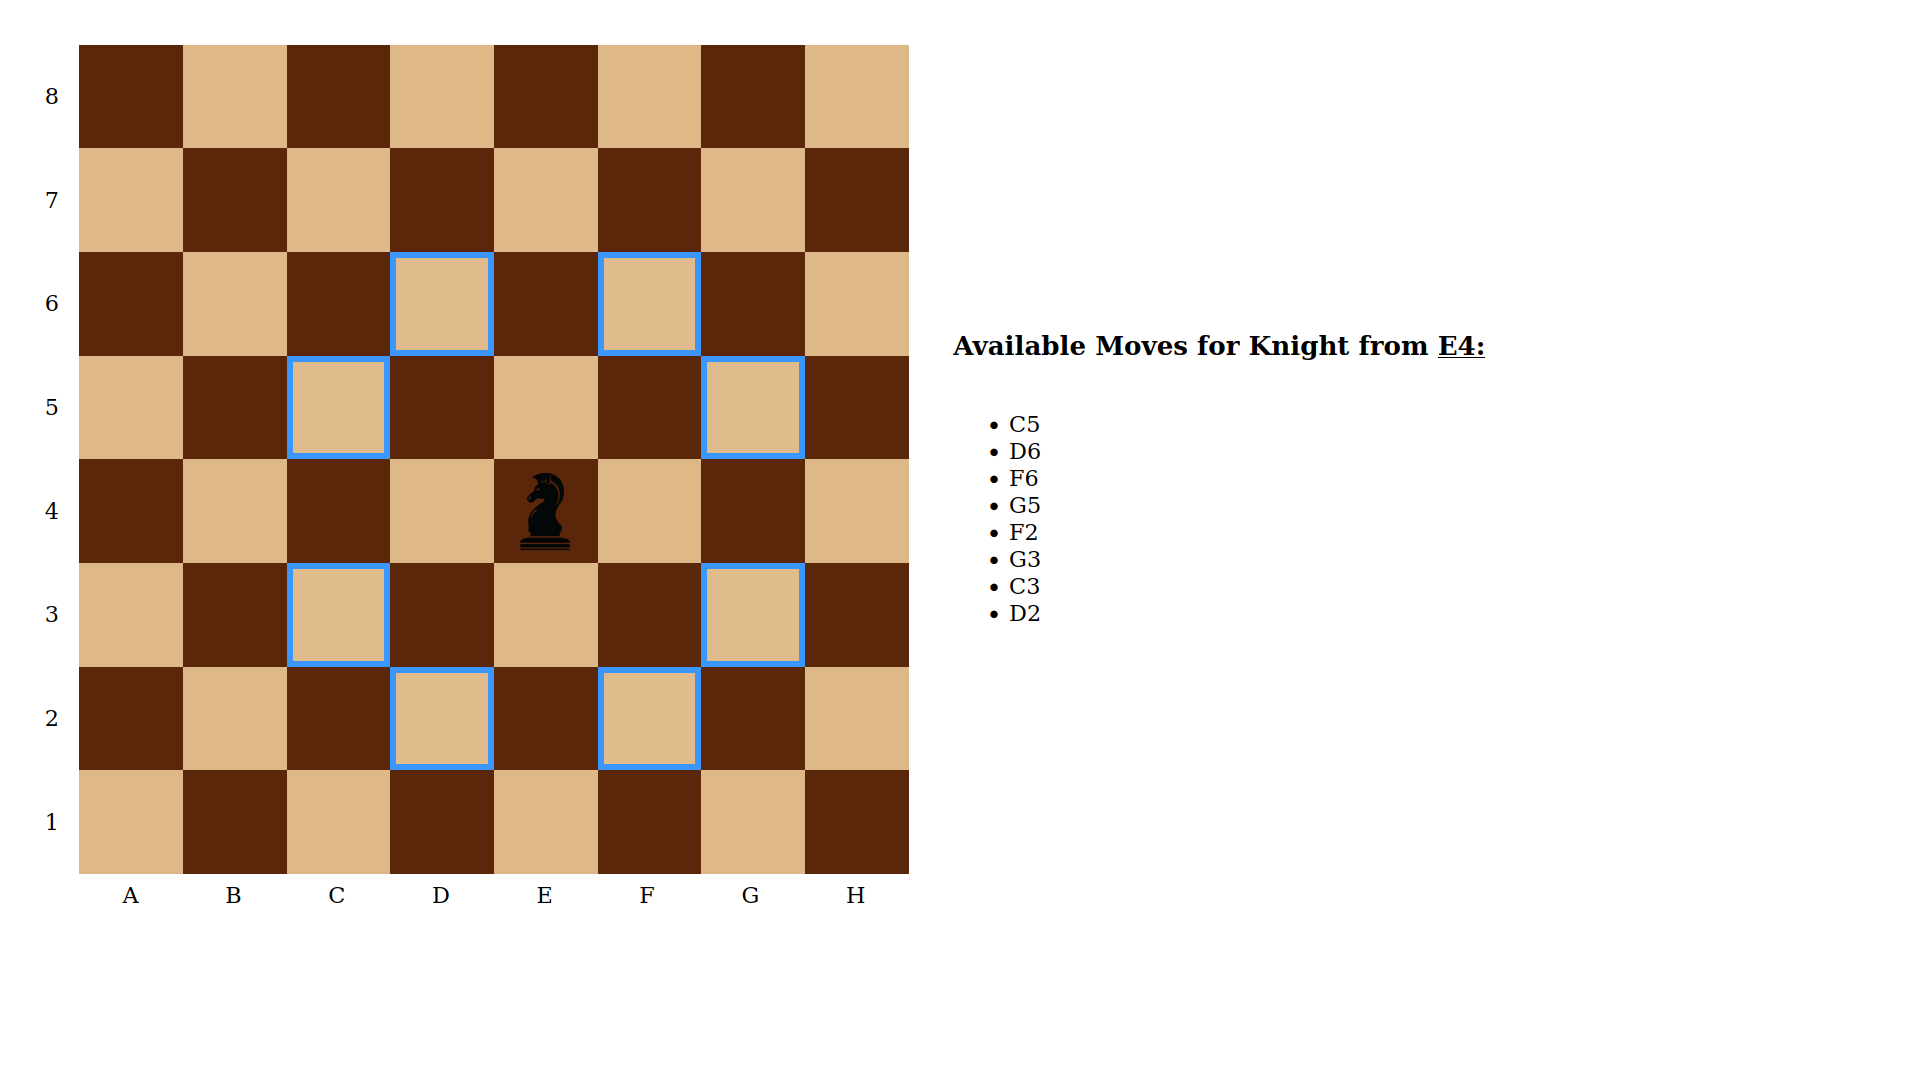 8
7
6
Available Moves for Knight from E4:
5
C5
D6
F6
G5
4
F2
G3
C3
3
D2
2
1
A B C D E F G H